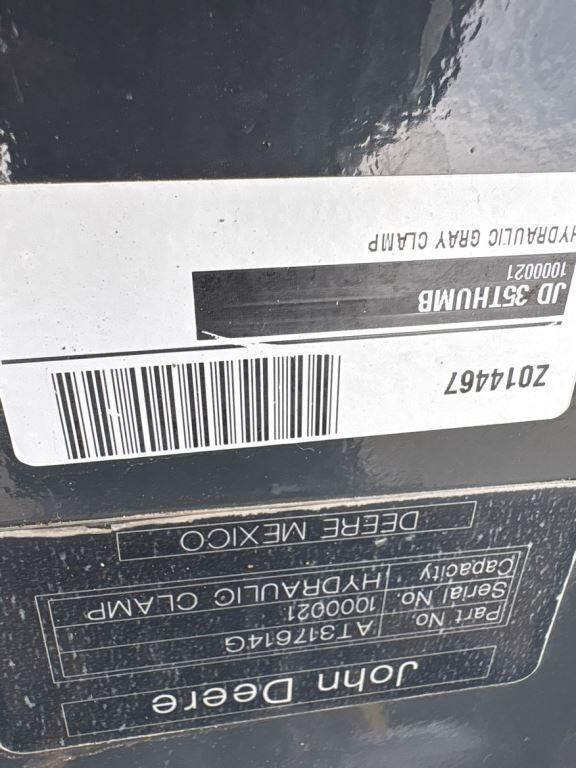 John Deere
Part No. AT317614G
Serial No. 1000021
Capacity HYDRAULIC CLAMP
DEERE MEXICO
Z014467
JD 35THUMB
1000021
HYDRAULIC GRAY CLAMP